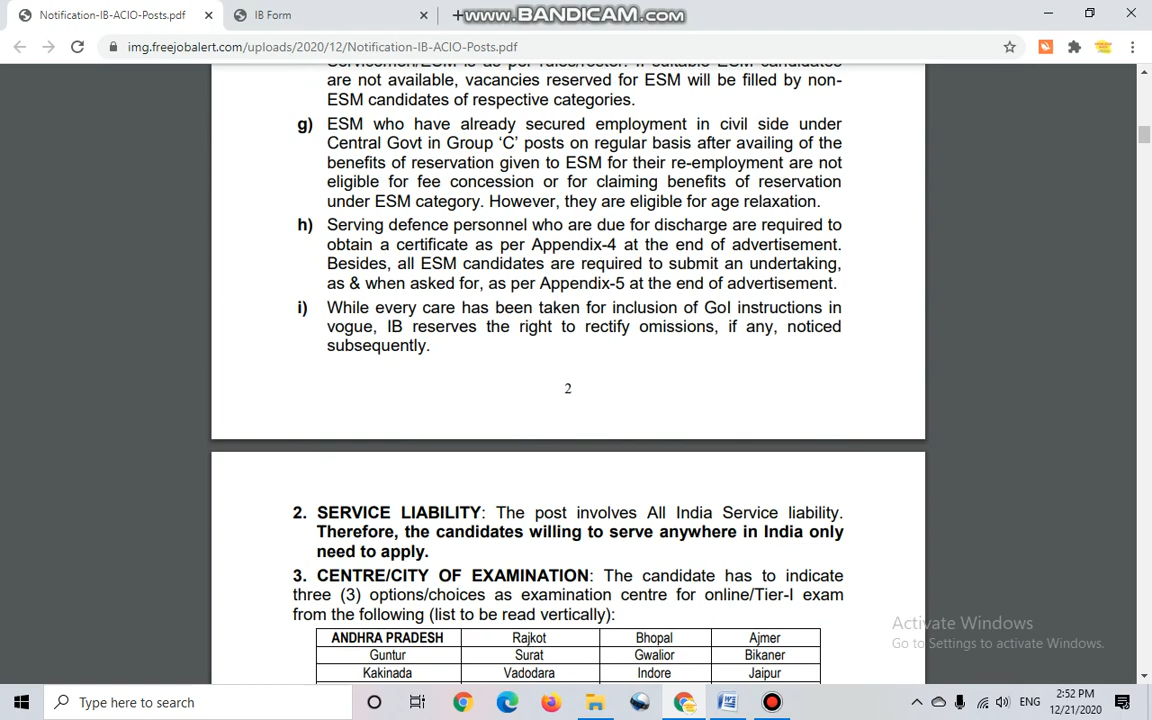 Notification-IB-ACIO-Posts.pdf
IB Form
www.BANDICAM.com
img.freejobalert.com/uploads/2020/12/Notification-IB-ACIO-Posts.pdf
Servicemen/ESM is as per rules/roster. If suitable ESM candidates
are not available, vacancies reserved for ESM will be filled by non-
ESM candidates of respective categories.
g) ESM who have already secured employment in civil side under
Central Govt in Group ‘C’ posts on regular basis after availing of the
benefits of reservation given to ESM for their re-employment are not
eligible for fee concession or for claiming benefits of reservation
under ESM category. However, they are eligible for age relaxation.
h) Serving defence personnel who are due for discharge are required to
obtain a certificate as per Appendix-4 at the end of advertisement.
Besides, all ESM candidates are required to submit an undertaking,
as & when asked for, as per Appendix-5 at the end of advertisement.
i) While every care has been taken for inclusion of GoI instructions in
vogue, IB reserves the right to rectify omissions, if any, noticed
subsequently.
2
2. SERVICE LIABILITY: The post involves All India Service liability.
Therefore, the candidates willing to serve anywhere in India only
need to apply.
3. CENTRE/CITY OF EXAMINATION: The candidate has to indicate
three (3) options/choices as examination centre for online/Tier-I exam
from the following (list to be read vertically):
ANDHRA PRADESH Rajkot Bhopal Ajmer
Guntur Surat Gwalior Bikaner
Kakinada Vadodara Indore Jaipur
Activate Windows
Go to Settings to activate Windows.
Type here to search
ENG
2:52 PM
12/21/2020